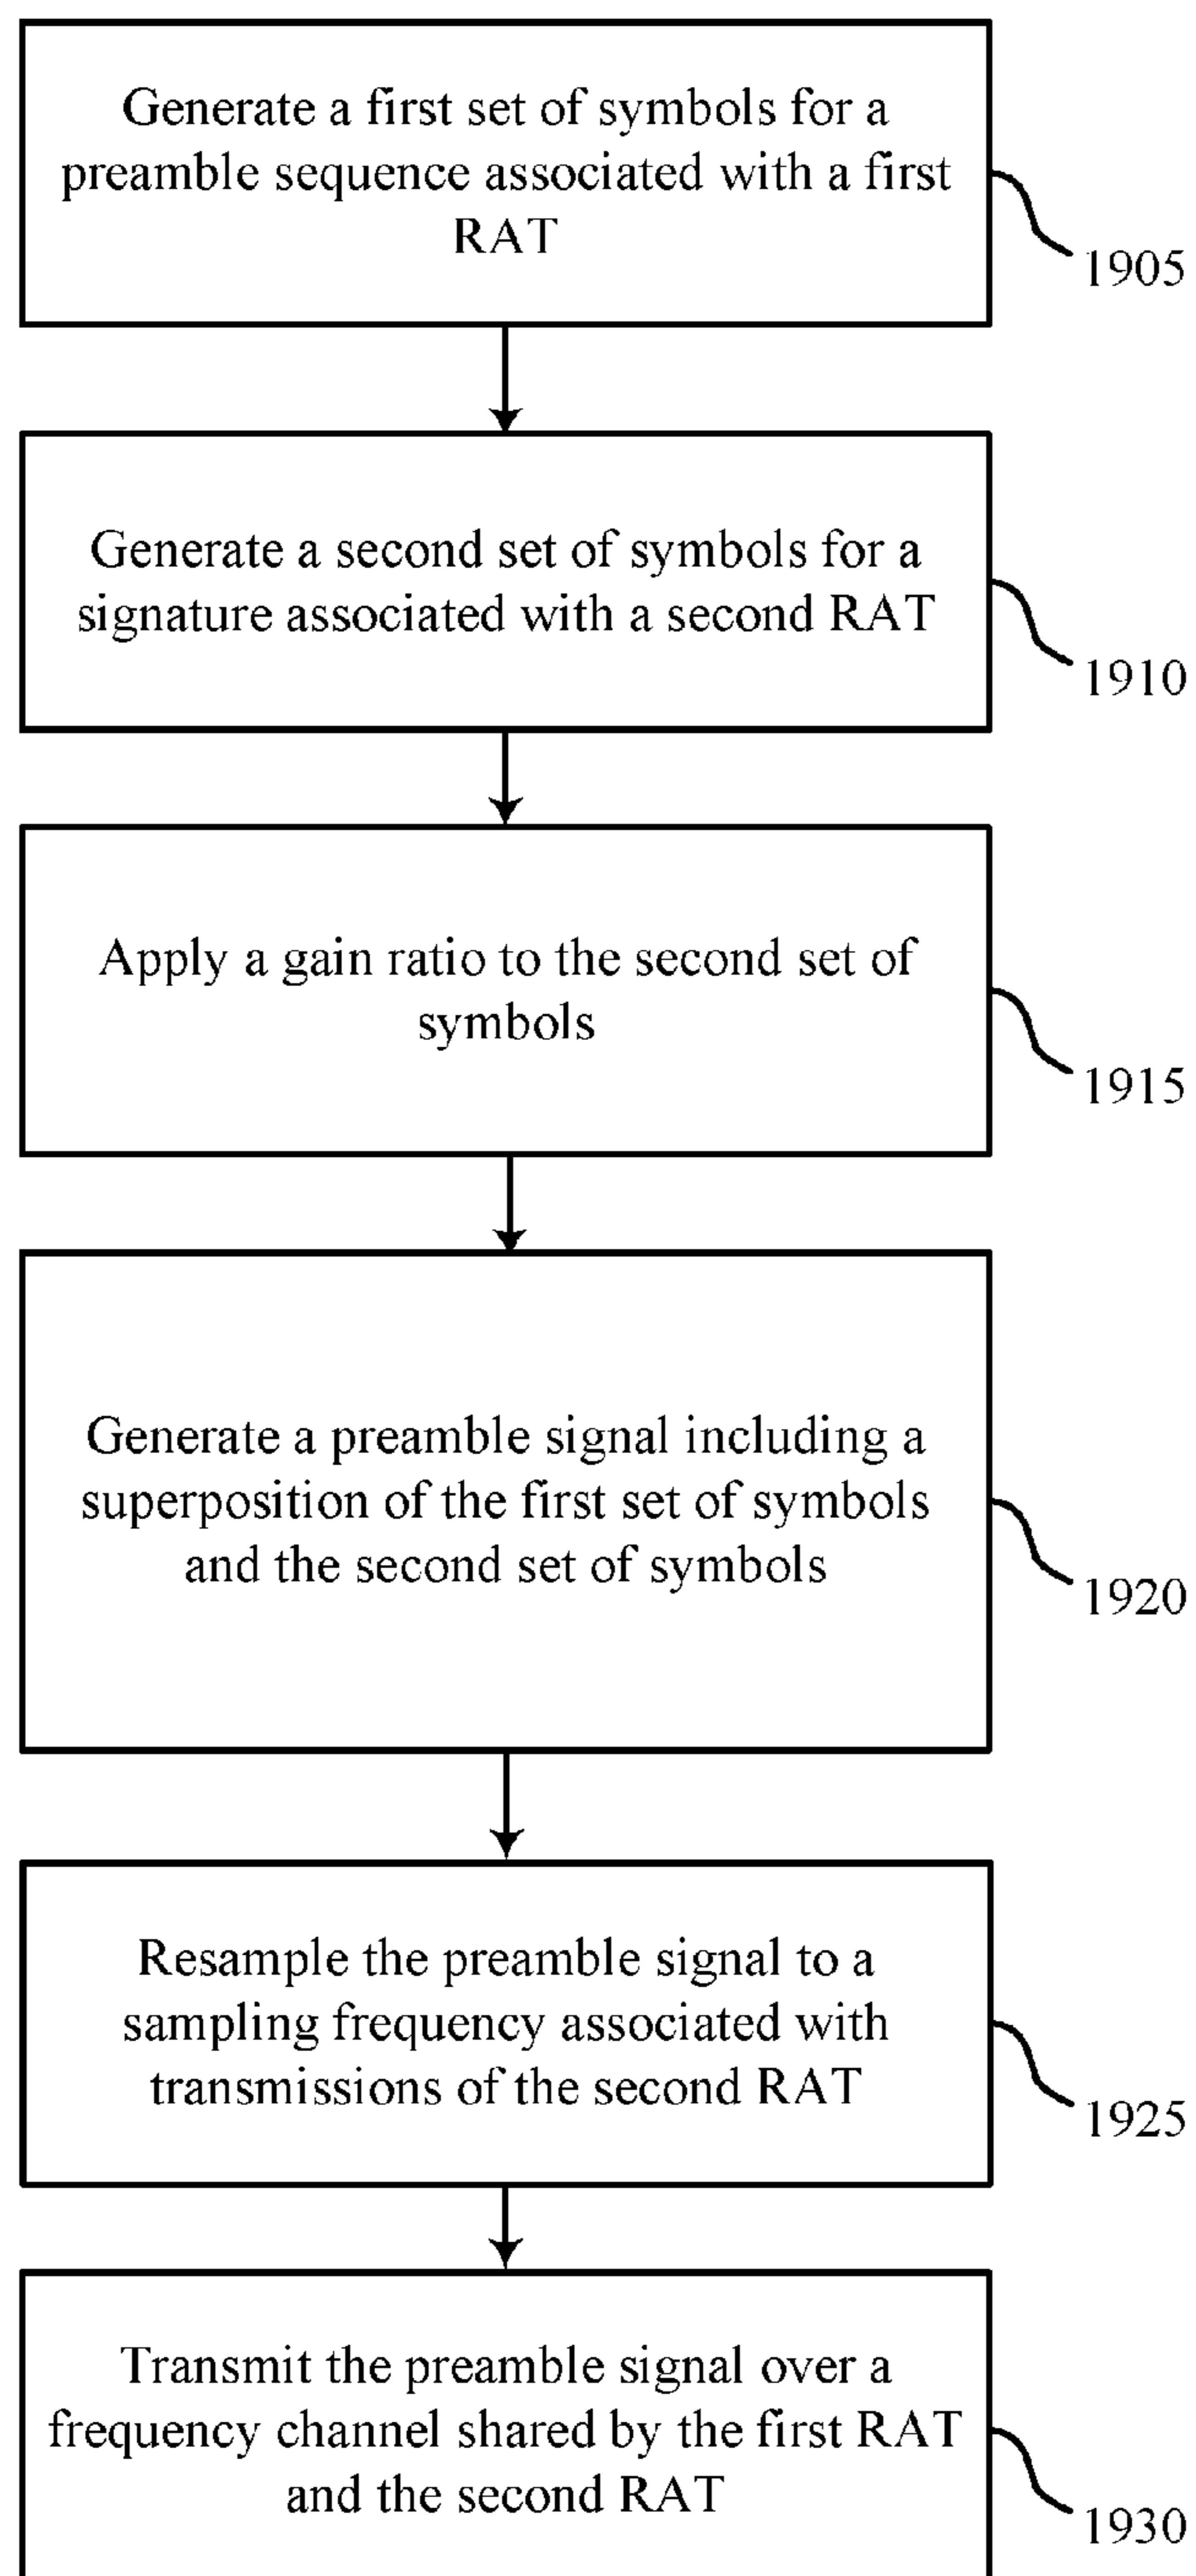 Generate a first set of symbols for a
preamble sequence associated with a first
RAT
1905
Generate a second set of symbols for a
signature associated with a second RAT
1910
Apply a gain ratio to the second set of
symbols
1915
Generate a preamble signal including a
superposition of the first set of symbols
and the second set of symbols
1920
Resample the preamble signal to a
sampling frequency associated with
transmissions of the second RAT
1925
Transmit the preamble signal over a
frequency channel shared by the first RAT
and the second RAT
1930